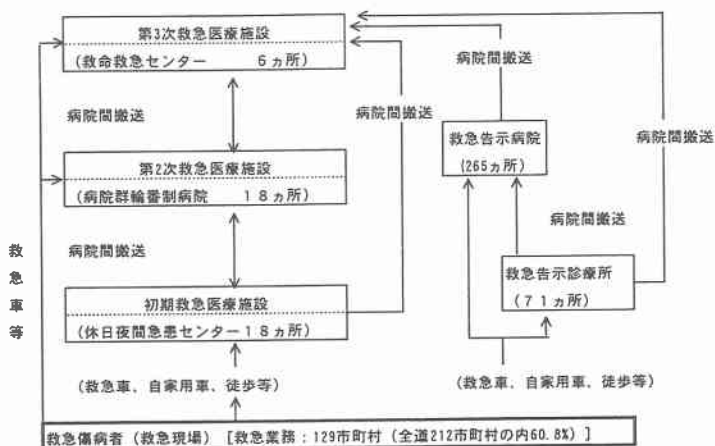 第3次救急医療施設
(救命救急センター 6ヵ所)
病院間搬送
病院間搬送
病院間搬送
病院間搬送
救急告示病院
(265ヵ所)
第2次救急医療施設
(病院群輪番制病院 18ヵ所)
病院間搬送
病院間搬送
救急告示診療所
(71ヵ所)
救急車等
初期救急医療施設
(休日夜間急患センター18ヵ所)
(救急車、自家用車、徒歩等)
(救急車、自家用車、徒歩等)
救急傷病者(救急現場)[救急業務:129市町村(全道212市町村の内60.8%)]